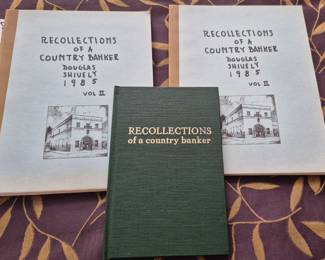 RECOLLECTIONS
OF A
COUNTRY BANKER
DOUGLAS
SHIVELY
1985
VOL II
RECOLLECTIONS
OF A
COUNTRY BANKER
DOUGLAS
SHIVELY
1985
VOL II
RECOLLECTIONS
of a country banker